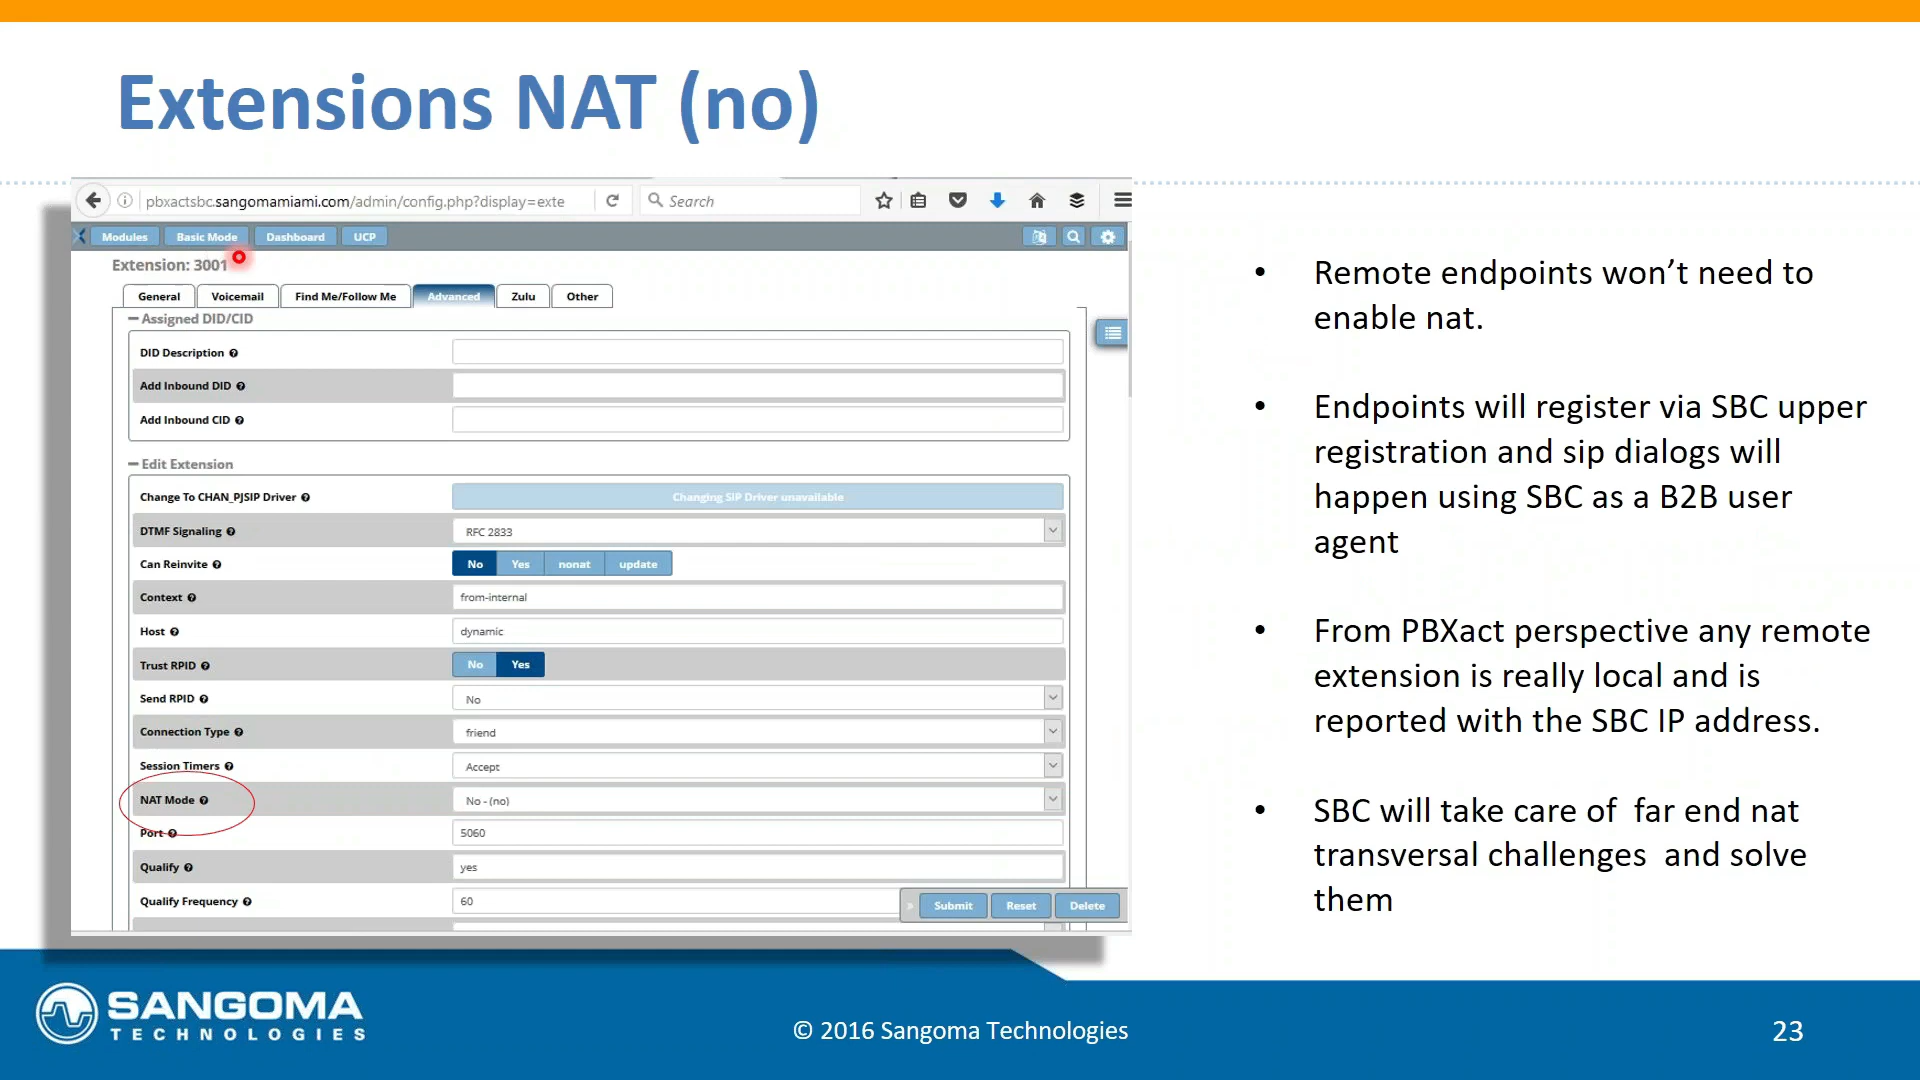 Extensions NAT (no)
pbxactsbc.sangomamiami.com/admin/config.php?display=exte
Search
Modules
Basic Mode
Dashboard
UCP
Extension: 3001
General
Voicemail
Find Me/Follow Me
Advanced
Zulu
Other
Assigned DID/CID
DID Description
Add Inbound DID
Add Inbound CID
Edit Extension
Change To CHAN_PJSIP Driver
Changing SIP Driver unavailable
DTMF Signaling
RFC 2833
Can Reinvite
No
Yes
nonat
update
Context
from-internal
Host
dynamic
Trust RPID
No
Yes
Send RPID
No
Connection Type
friend
Session Timers
Accept
NAT Mode
No - (no)
Port
5060
Qualify
yes
Qualify Frequency
60
Submit
Reset
Delete
• Remote endpoints won’t need to
enable nat.
• Endpoints will register via SBC upper
registration and sip dialogs will
happen using SBC as a B2B user
agent
• From PBXact perspective any remote
extension is really local and is
reported with the SBC IP address.
• SBC will take care of  far end nat
transversal challenges  and solve
them
SANGOMA
TECHNOLOGIES
© 2016 Sangoma Technologies
23